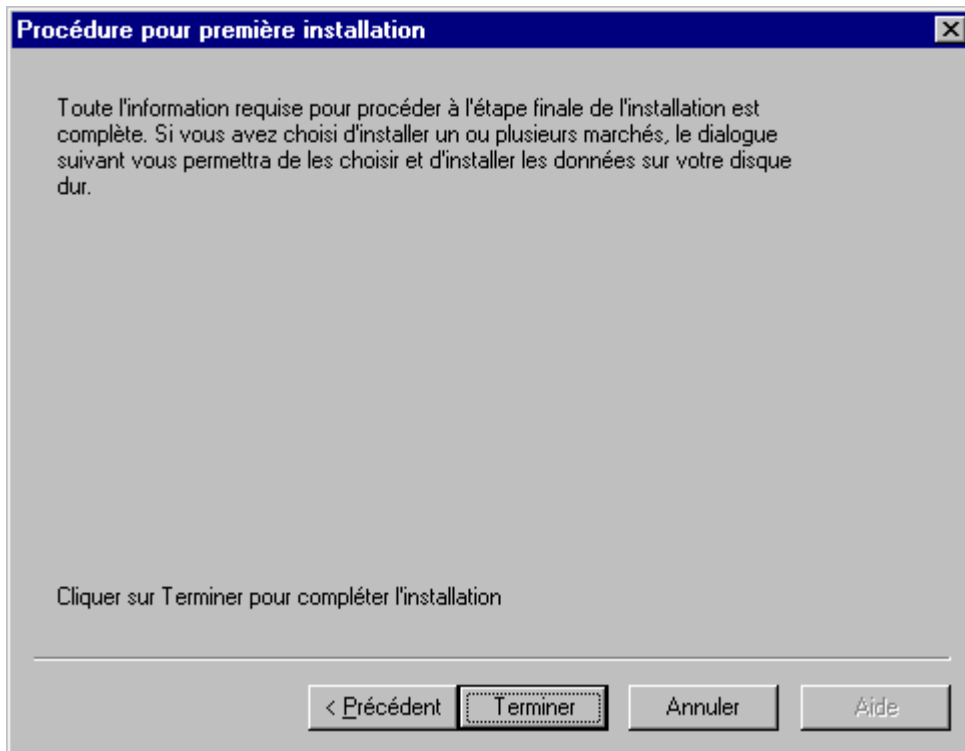 Procédure pour première installation
Toute l'information requise pour procéder à l'étape finale de l'installation est
complète. Si vous avez choisi d'installer un ou plusieurs marchés, le dialogue
suivant vous permettra de les choisir et d'installer les données sur votre disque
dur.
Cliquer sur Terminer pour compléter l'installation
< Précédent Terminer Annuler Aide